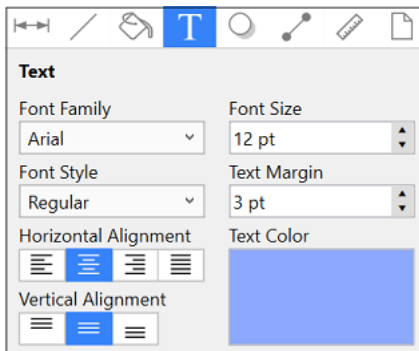 T
Text
Font Family
Font Size
Arial
12 pt
Font Style
Text Margin
Regular
3 pt
Horizontal Alignment
Text Color
Vertical Alignment